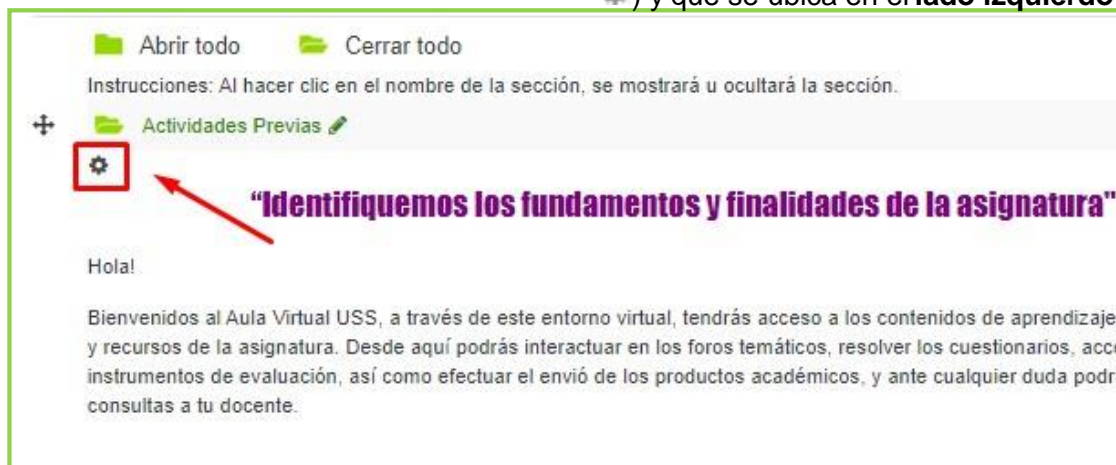 ) y que se ubica en el lado izquierdo
Abrir todo Cerrar todo
Instrucciones: Al hacer clic en el nombre de la sección, se mostrará u ocultará la sección.
Actividades Previas
“Identifiquemos los fundamentos y finalidades de la asignatura”
Hola!
Bienvenidos al Aula Virtual USS, a través de este entorno virtual, tendrás acceso a los contenidos de aprendizaje
y recursos de la asignatura. Desde aquí podrás interactuar en los foros temáticos, resolver los cuestionarios,
instrumentos de evaluación, así como efectuar el envió de los productos académicos, y ante cualquier duda
consultas a tu docente.